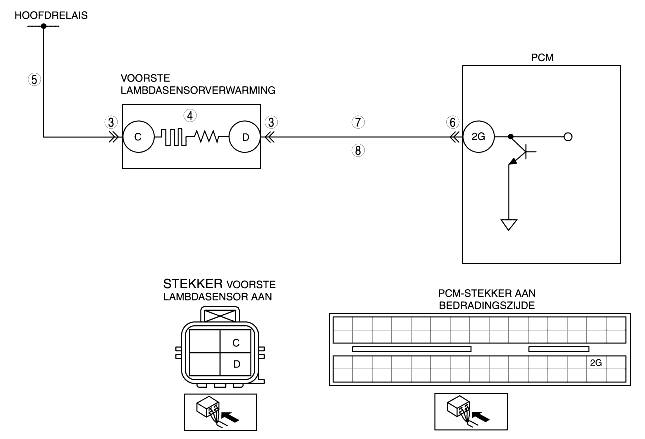 HOOFDRELAIS
PCM
VOORSTE
LAMBDASENSORVERWARMING
5
3
4
3
7
6
C
D
2G
8
STEKKER VOORSTE
LAMBDASENSOR AAN
PCM-STEKKER AAN
BEDRADINGSZIJDE
C
D
2G